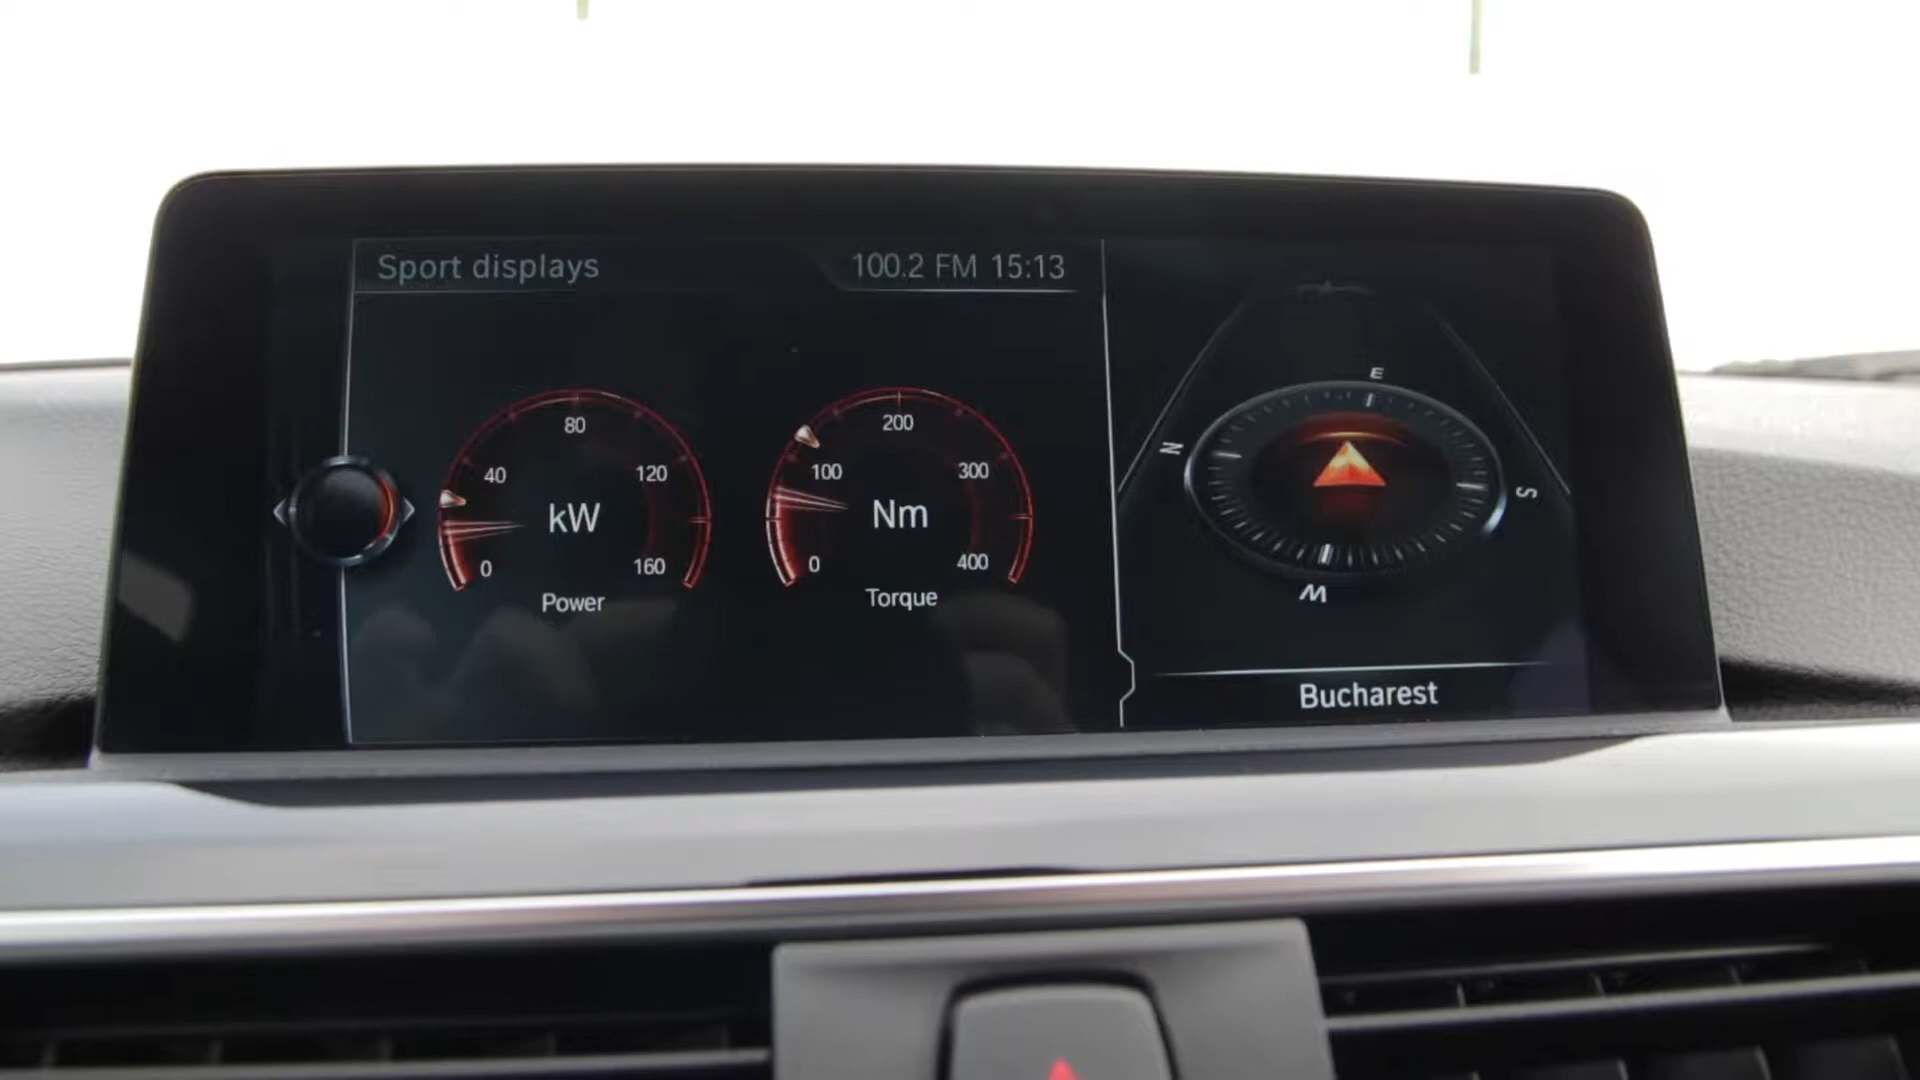 Sport displays
100.2 FM 15:13
80
40
120
kW
0
160
Power
200
100
300
Nm
0
400
Torque
E
N
S
W
Bucharest